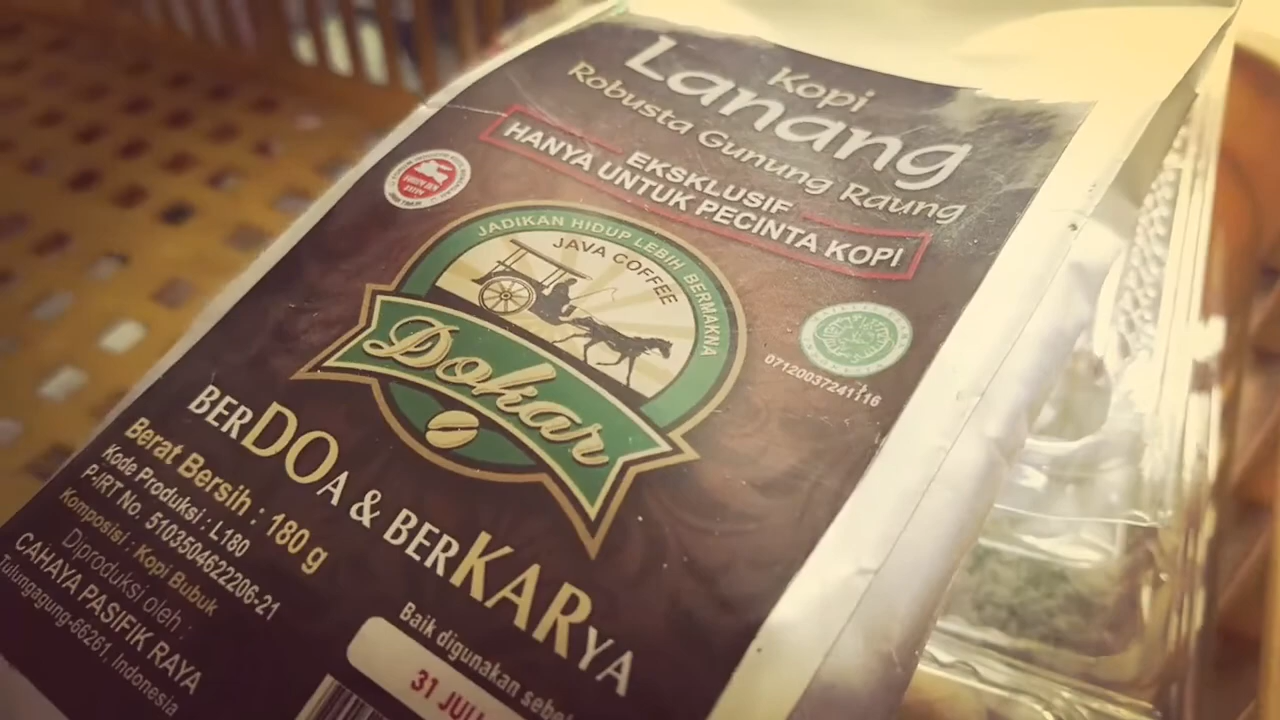 Kopi
Lanang
Robusta Gunung Raung
EKSKLUSIF
HANYA UNTUK PECINTA KOPI
JADIKAN HIDUP LEBIH BERMAKNA
JAVA COFFEE
Dokar
07120037241116
BERDOA & BERKARYA
Berat Bersih : 180 g
Kode Produksi : L180
P-IRT No. 5103504622206-21
Komposisi : Kopi Bubuk
Diproduksi oleh :
CAHAYA PASIFIK RAYA
Tulungagung-66261, Indonesia
Baik digunakan
31